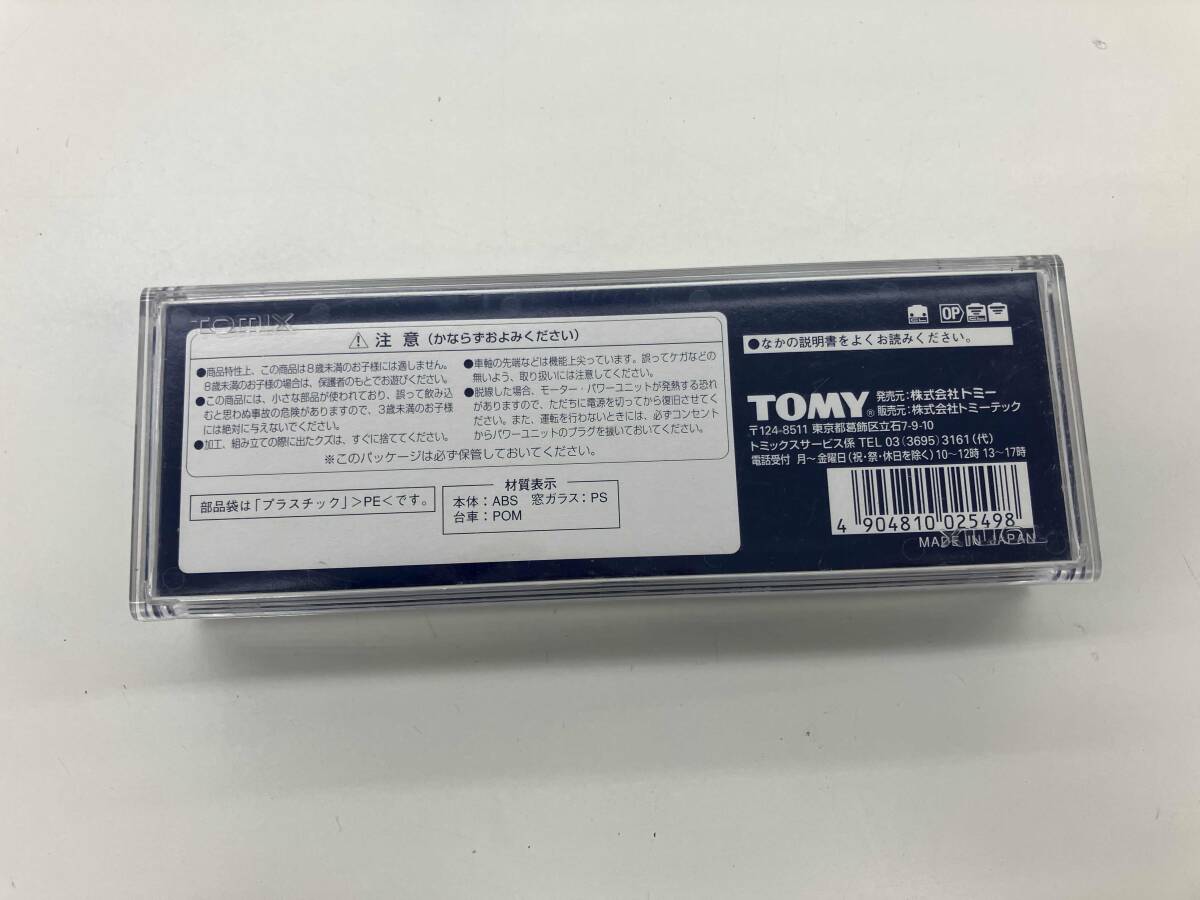 TOMIX
注意(かならずおよみください)
●商品特性上、この商品は8歳未満のお子様には適しません。
8歳未満のお子様の場合は、保護者のもとでお遊びください。
●この商品には、小さな部品が使われており、誤って飲み込
むと思わぬ事故の危険がありますので、3歳未満のお子様
には絶対に与えないでください。
●加工、組み立ての際に出たクズは、すぐに捨ててください。
●車軸の先端などは機能上尖っています。誤ってケガなどの
無いよう、取り扱いには注意してください。
●脱線した場合、モーター・パワーユニットが発熱する恐れ
がありますので、ただちに電源を切ってから復旧させてく
ださい。また、運転を行わないときには、必ずコンセント
からパワーユニットのプラグを抜いておいてください。
※このパッケージは必ず保管しておいてください。
部品袋は「プラスチック」>PE<です。
材質表示
本体:ABS 窓ガラス:PS
台車:POM
CL OP CL
●なかの説明書をよくお読みください。
TOMY® 発売元:株式会社トミー
販売元:株式会社トミーテック
〒124-8511 東京都葛飾区立石7-9-10
トミックスサービス係 TEL 03(3695)3161(代)
電話受付 月~金曜日(祝・祭・休日を除く)10~12時 13~17時
4 904810 025498
MADE IN JAPAN
TOMIX